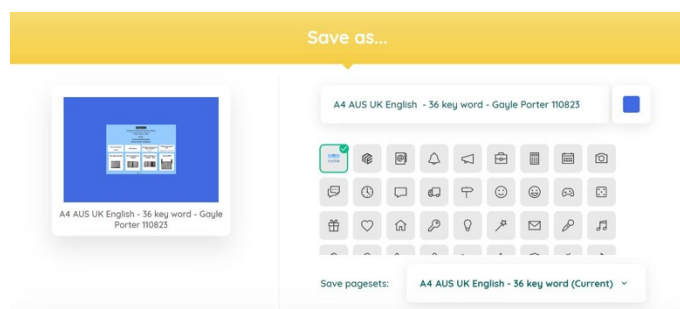 Save as...
A4 AUS UK English - 36 key word - Gayle Porter 110823
A4 AUS UK English - 36 key word - Gayle
Porter 110823
Save pagesets:
A4 AUS UK English - 36 key word (Current)